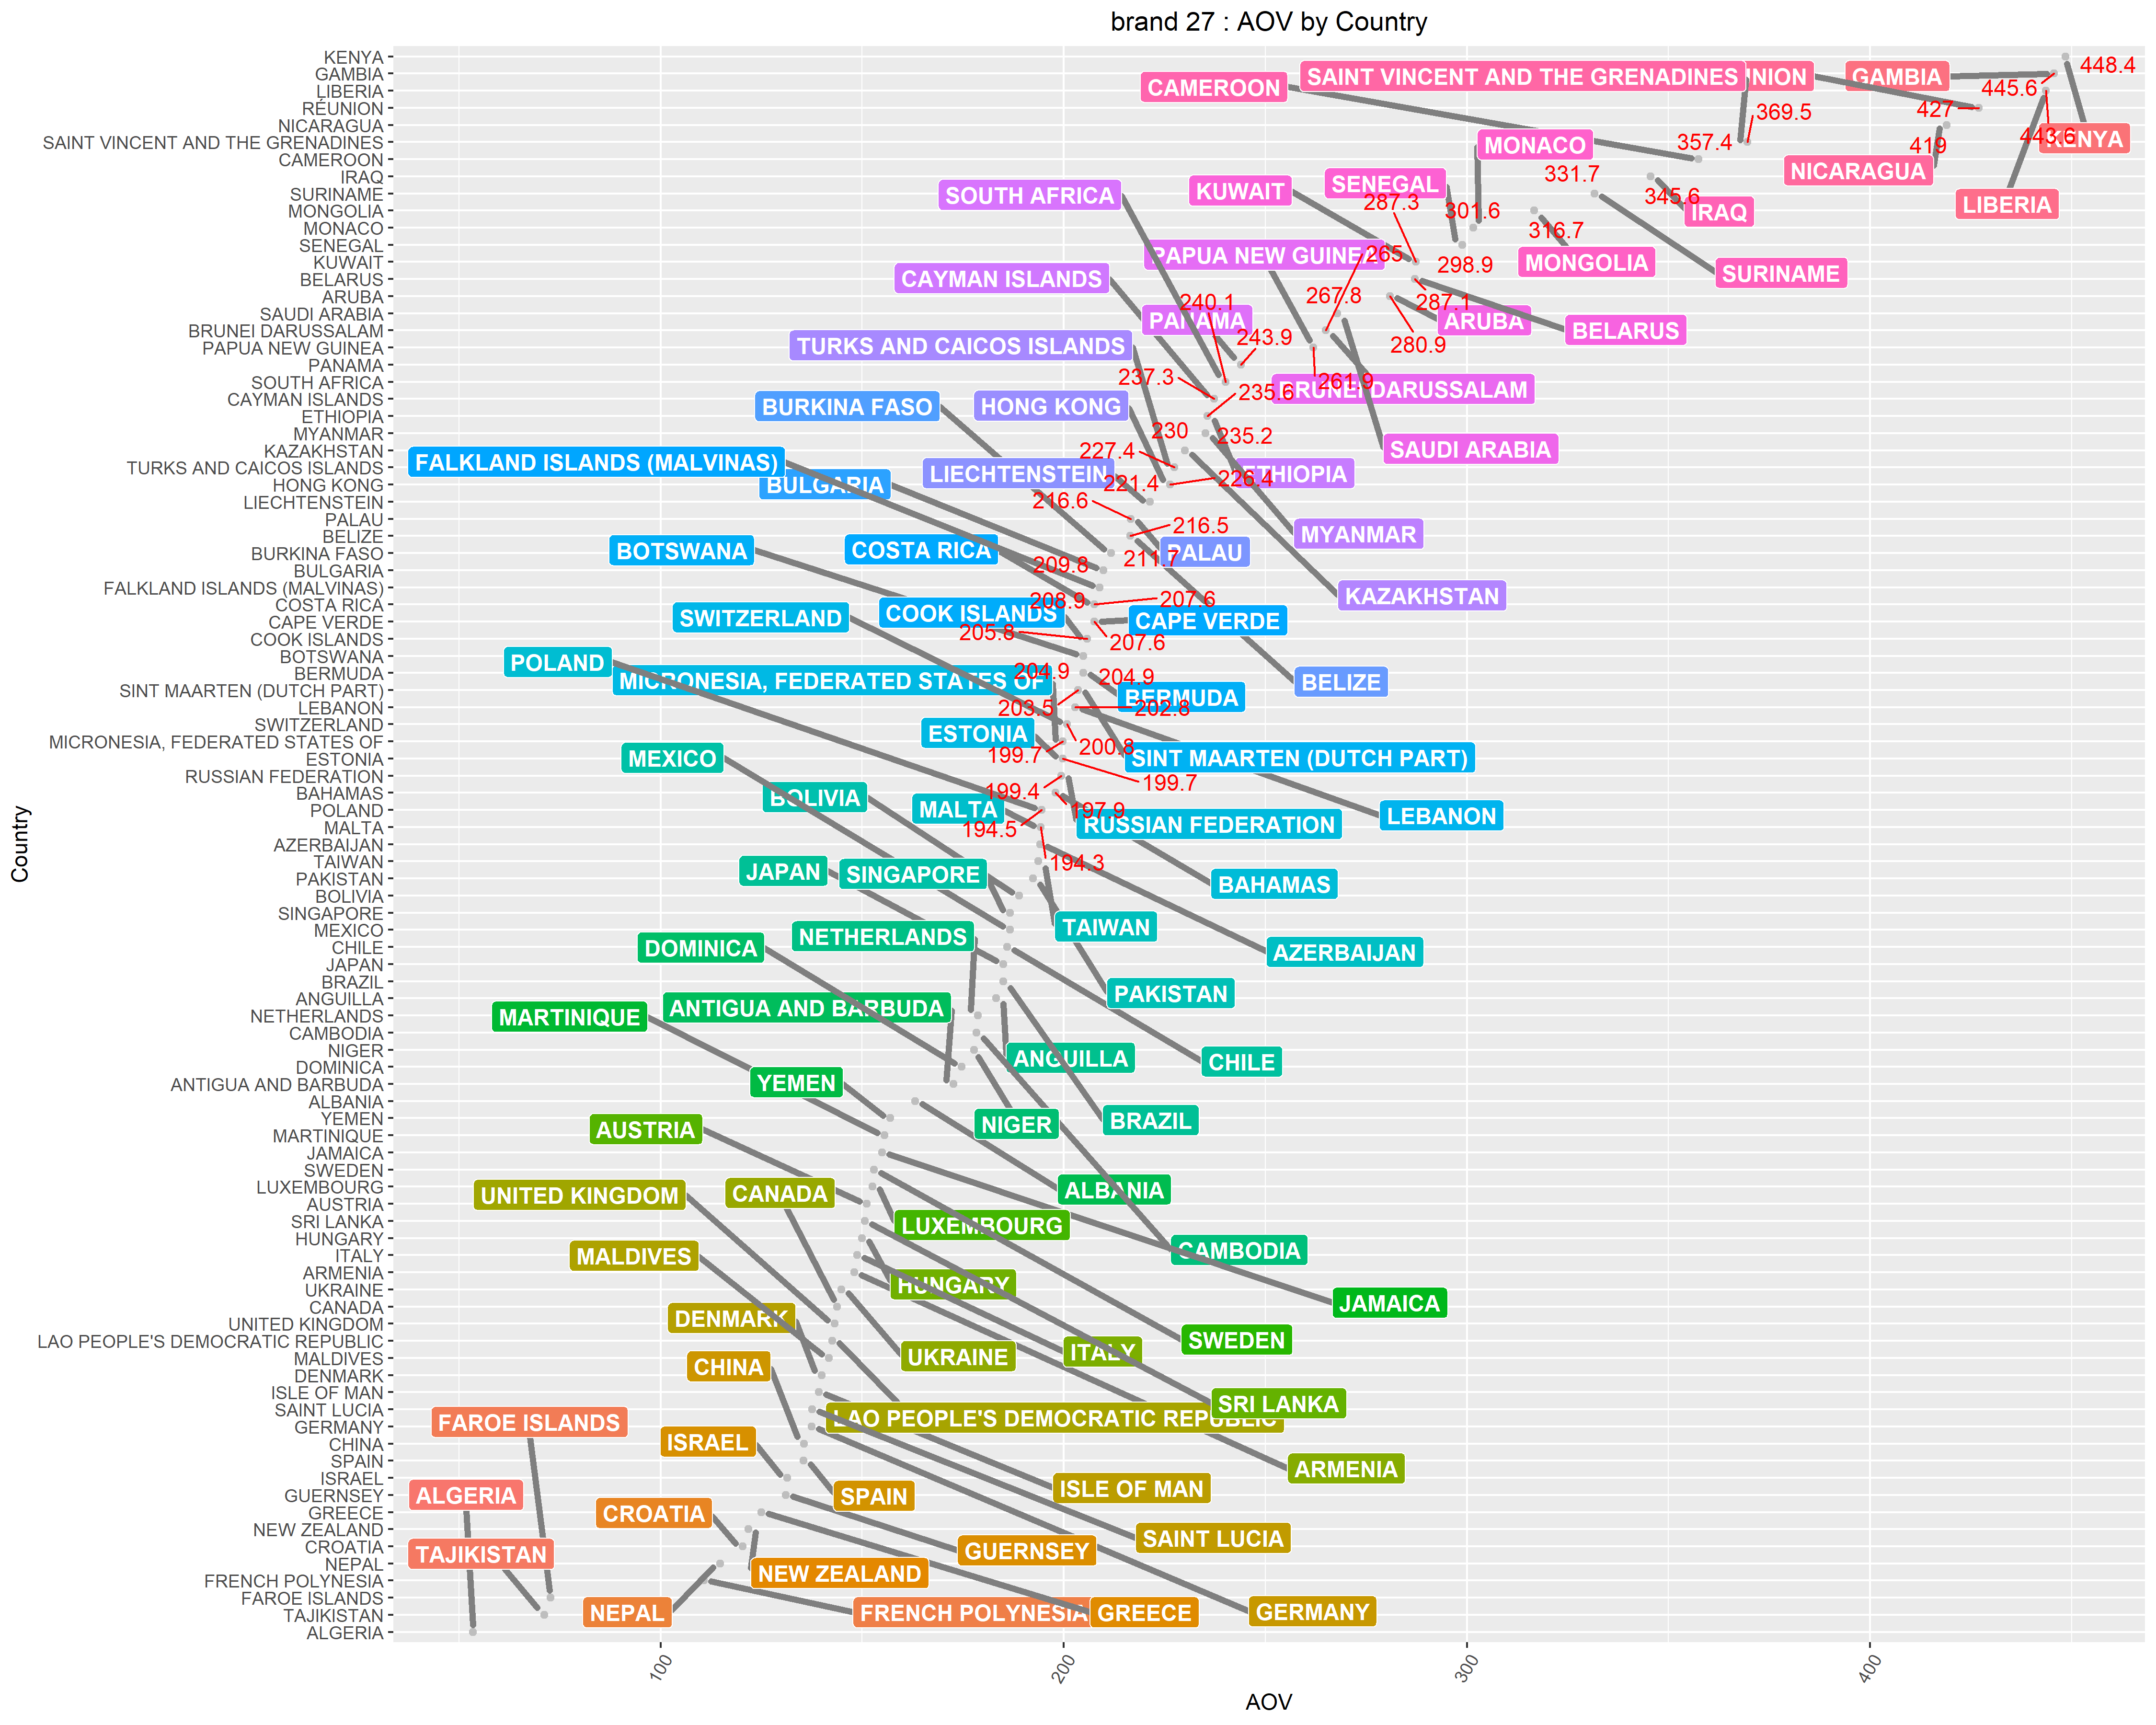 brand 27 : AOV by Country
Country
KENYA
GAMBIA
LIBERIA
RÉUNION
NICARAGUA
SAINT VINCENT AND THE GRENADINES
CAMEROON
IRAQ
SURINAME
MONGOLIA
MONACO
SENEGAL
KUWAIT
BELARUS
ARUBA
SAUDI ARABIA
BRUNEI DARUSSALAM
PAPUA NEW GUINEA
PANAMA
SOUTH AFRICA
CAYMAN ISLANDS
ETHIOPIA
MYANMAR
KAZAKHSTAN
TURKS AND CAICOS ISLANDS
HONG KONG
LIECHTENSTEIN
PALAU
BELIZE
BURKINA FASO
BULGARIA
FALKLAND ISLANDS (MALVINAS)
COSTA RICA
CAPE VERDE
COOK ISLANDS
BOTSWANA
BERMUDA
SINT MAARTEN (DUTCH PART)
LEBANON
SWITZERLAND
MICRONESIA, FEDERATED STATES OF
ESTONIA
RUSSIAN FEDERATION
BAHAMAS
POLAND
MALTA
AZERBAIJAN
TAIWAN
PAKISTAN
BOLIVIA
SINGAPORE
MEXICO
CHILE
JAPAN
BRAZIL
ANGUILLA
NETHERLANDS
CAMBODIA
NIGER
DOMINICA
ANTIGUA AND BARBUDA
ALBANIA
YEMEN
MARTINIQUE
JAMAICA
SWEDEN
LUXEMBOURG
AUSTRIA
SRI LANKA
HUNGARY
ITALY
ARMENIA
UKRAINE
CANADA
UNITED KINGDOM
LAO PEOPLE'S DEMOCRATIC REPUBLIC
MALDIVES
DENMARK
ISLE OF MAN
SAINT LUCIA
GERMANY
CHINA
SPAIN
ISRAEL
GUERNSEY
GREECE
NEW ZEALAND
CROATIA
NEPAL
FRENCH POLYNESIA
FAROE ISLANDS
TAJIKISTAN
ALGERIA
448.4
SAINT VINCENT AND THE GRENADINES
NION
GAMBIA
CAMEROON
445.6
427
369.5
443.6
KENYA
357.4
419
MONACO
NICARAGUA
331.7
SENEGAL
KUWAIT
SOUTH AFRICA
345.6
287.3
LIBERIA
301.6
IRAQ
316.7
265
PAPUA NEW GUINEA
298.9
MONGOLIA
SURINAME
CAYMAN ISLANDS
267.8
240.1
287.1
PANAMA
ARUBA
BELARUS
243.9
280.9
TURKS AND CAICOS ISLANDS
237.3
261.9
BRUNEI DARUSSALAM
235.6
BURKINA FASO
HONG KONG
230
235.2
SAUDI ARABIA
227.4
FALKLAND ISLANDS (MALVINAS)
LIECHTENSTEIN
ETHIOPIA
226.4
221.4
BULGARIA
216.6
216.5
MYANMAR
BOTSWANA
COSTA RICA
PALAU
211.7
209.8
KAZAKHSTAN
208.9
207.6
COOK ISLANDS
SWITZERLAND
CAPE VERDE
205.8
207.6
POLAND
204.9
204.9
MICRONESIA, FEDERATED STATES OF
BELIZE
BERMUDA
203.5
202.8
ESTONIA
200.8
199.7
MEXICO
SINT MAARTEN (DUTCH PART)
199.7
199.4
BOLIVIA
MALTA
197.9
LEBANON
RUSSIAN FEDERATION
194.5
194.3
JAPAN
SINGAPORE
BAHAMAS
TAIWAN
NETHERLANDS
DOMINICA
AZERBAIJAN
PAKISTAN
ANTIGUA AND BARBUDA
MARTINIQUE
ANGUILLA
CHILE
YEMEN
BRAZIL
NIGER
AUSTRIA
ALBANIA
CANADA
UNITED KINGDOM
LUXEMBOURG
CAMBODIA
MALDIVES
HUNGARY
JAMAICA
DENMARK
SWEDEN
ITALY
UKRAINE
CHINA
SRI LANKA
LAO PEOPLE'S DEMOCRATIC REPUBLIC
FAROE ISLANDS
ISRAEL
ARMENIA
ISLE OF MAN
ALGERIA
SPAIN
CROATIA
SAINT LUCIA
GUERNSEY
TAJIKISTAN
NEW ZEALAND
NEPAL
FRENCH POLYNESIA
GREECE
GERMANY
100
200
300
400
AOV